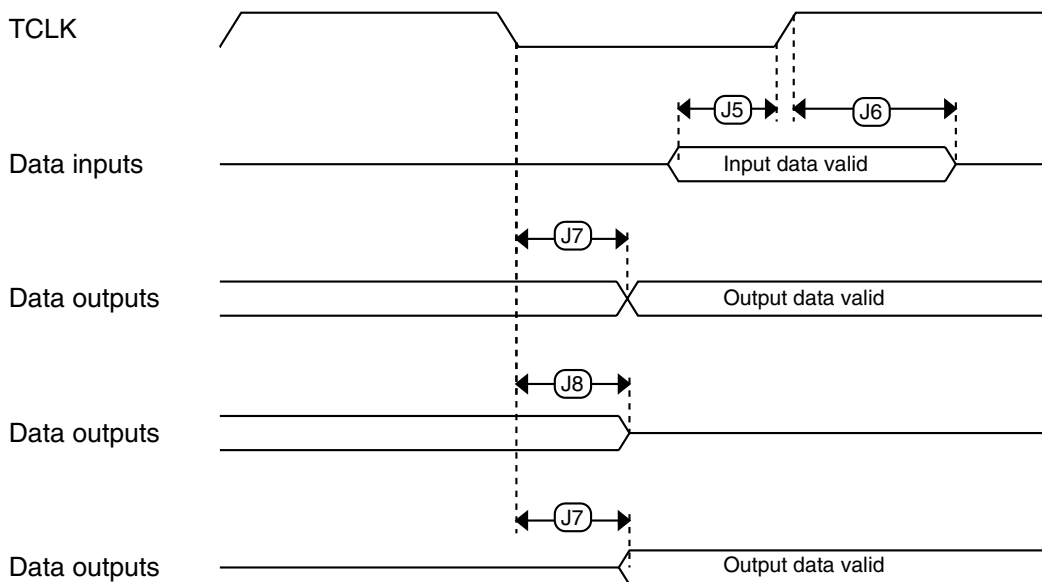 TCLK
J5
J6
Data inputs
Input data valid
J7
Data outputs
Output data valid
J8
Data outputs
J7
Data outputs
Output data valid